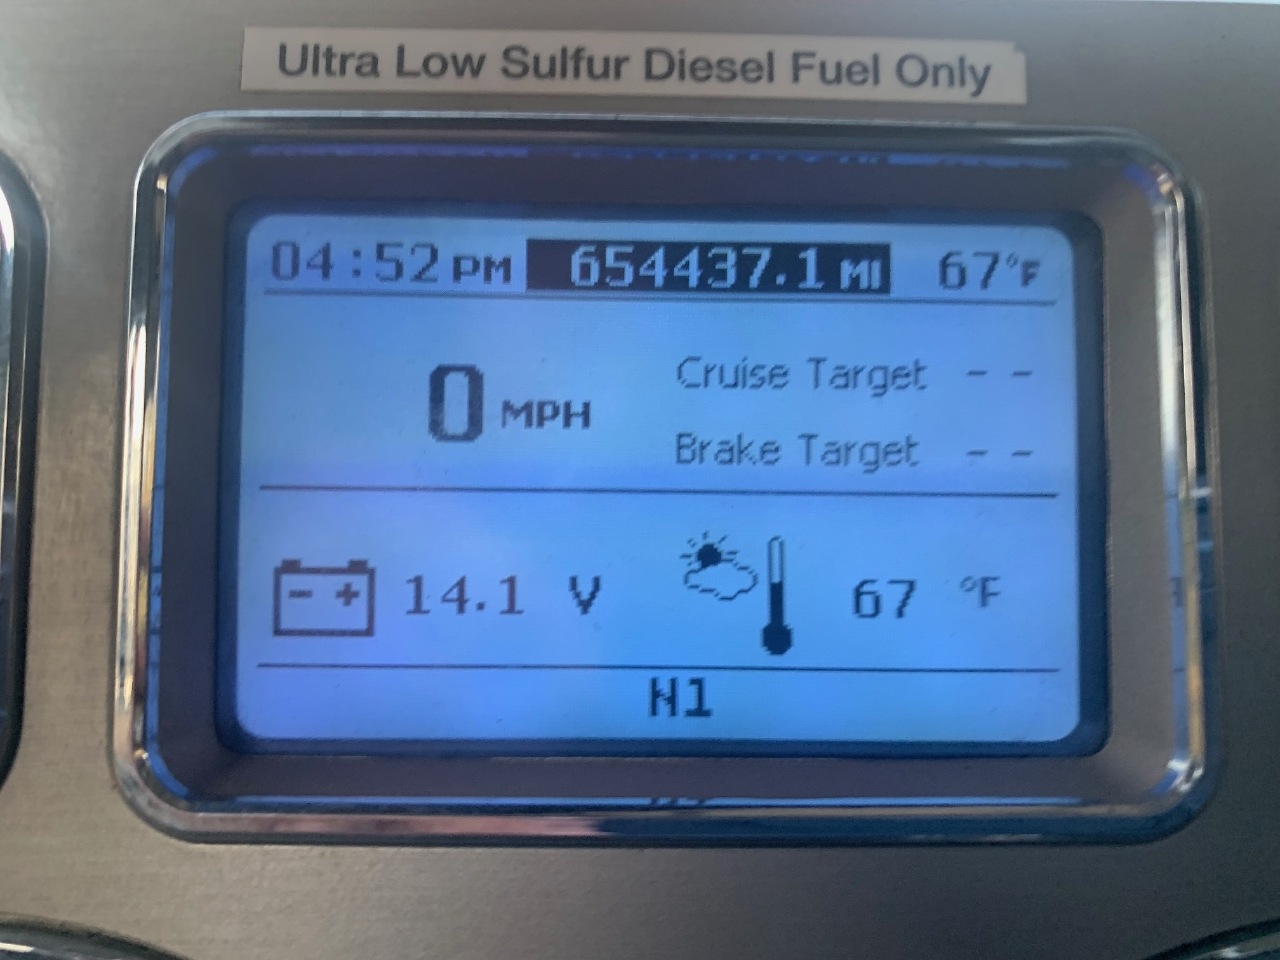 Ultra Low Sulfur Diesel Fuel Only
04:52 PM 654437.1 MI 67°F
0 MPH
Cruise Target --
Brake Target --
- +
14.1 V 67 °F
N1